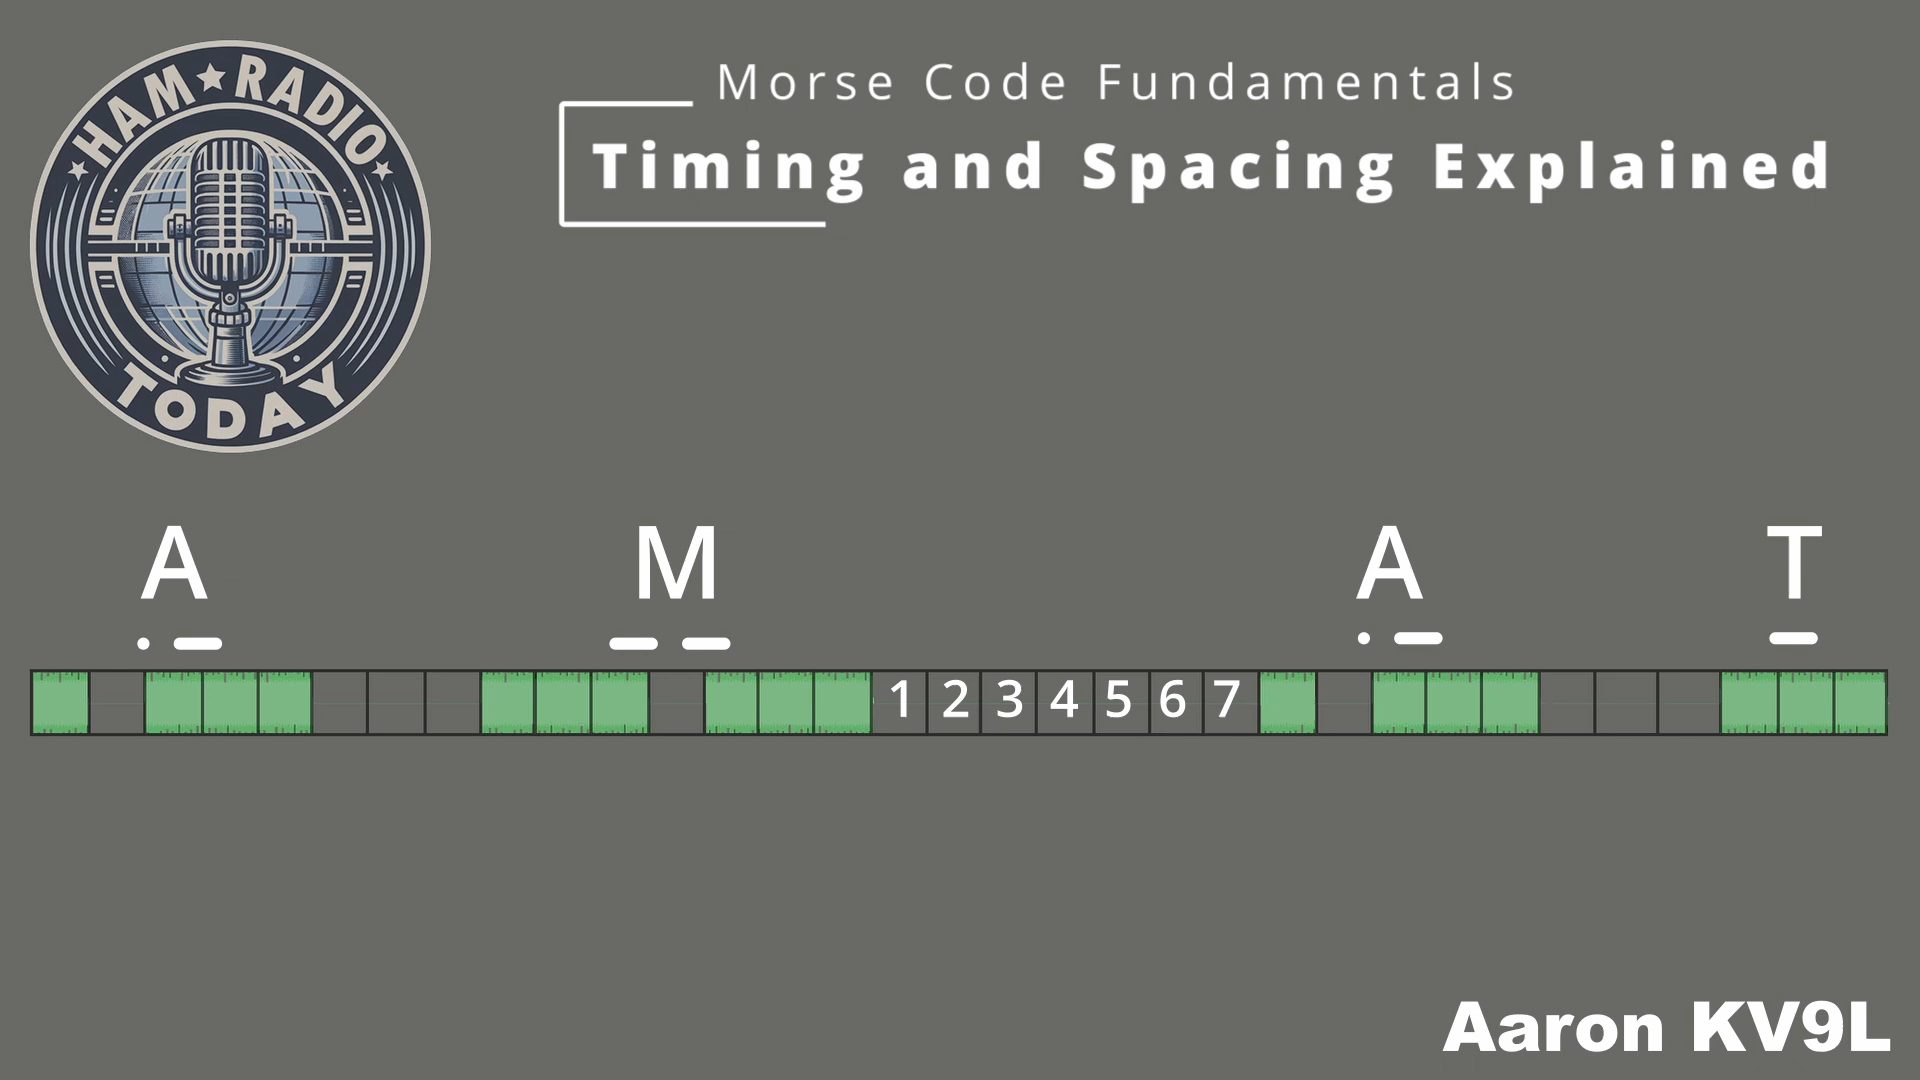 HAM★RADIO
TODAY
Morse Code Fundamentals
Timing and Spacing Explained
A M A T
1 2 3 4 5 6 7
Aaron KV9L